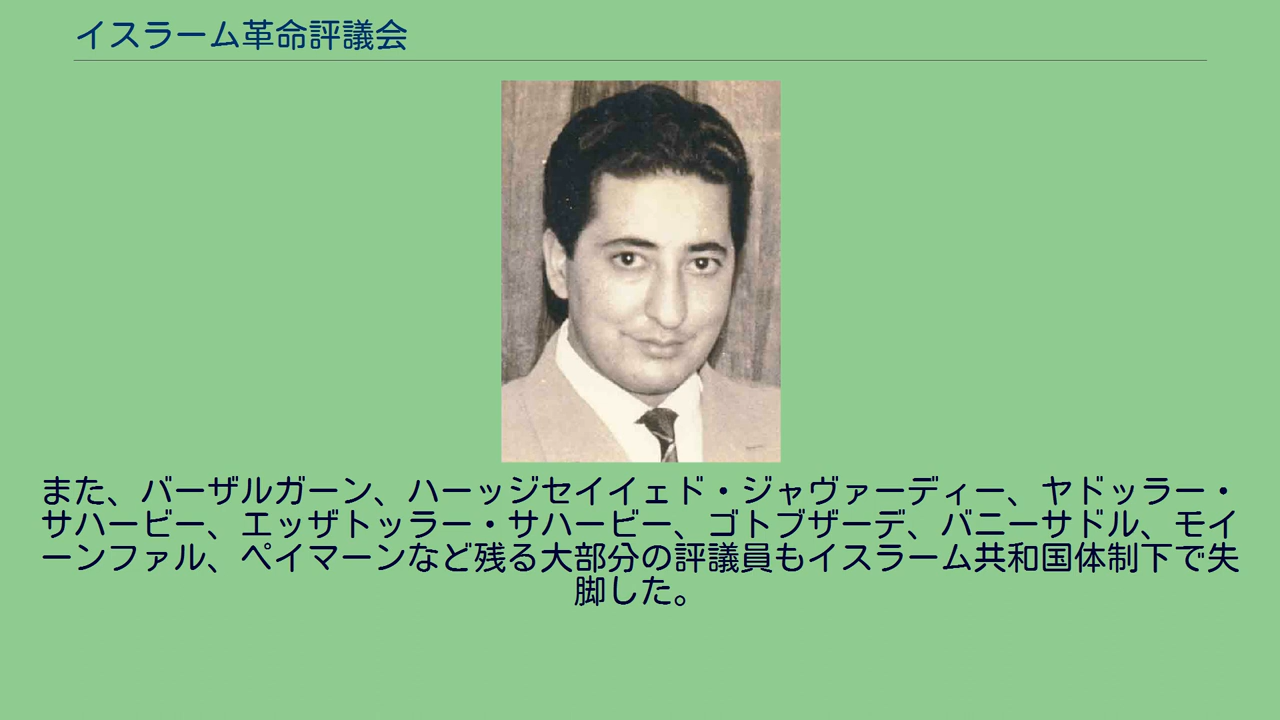 イスラーム革命評議会
また、バーザルガーン、ハーッジセイイェド・ジャヴァーディー、ヤドッラー・
サハービー、エッザトッラー・サハービー、ゴトブザーデ、バニーサドル、モイ
ーンファル、ペイマーンなど残る大部分の評議員もイスラーム共和国体制下で失
脚した。